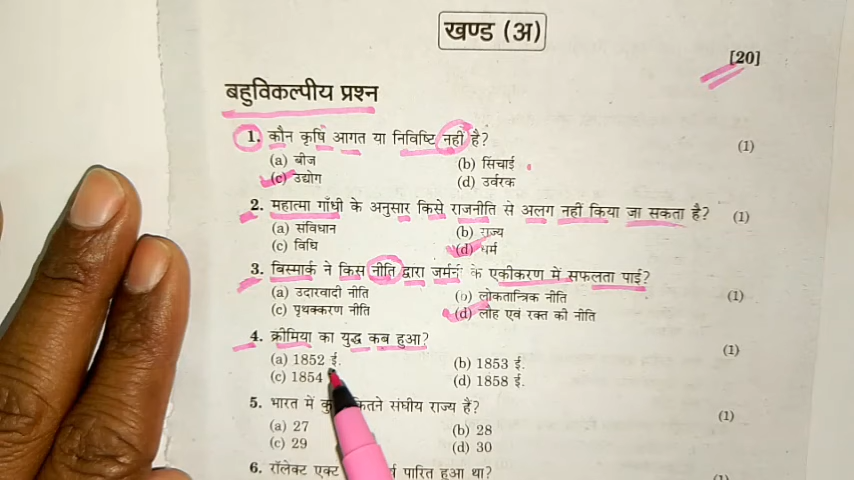 खण्ड (अ)
[20]
बहुविकल्पीय प्रश्न
1. कौन कृषि आगत या निविष्टि नहीं है? (1)
(a) बीज (b) सिंचाई
(c) उद्योग (d) उर्वरक
2. महात्मा गाँधी के अनुसार किसे राजनीति से अलग नहीं किया जा सकता है? (1)
(a) संविधान (b) राज्य
(c) विधि (d) धर्म
3. बिस्मार्क ने किस नीति द्वारा जर्मनी के एकीकरण में सफलता पाई?
(a) उदारवादी नीति (b) लोकतान्त्रिक नीति (1)
(c) पृथक्करण नीति (d) लौह एवं रक्त की नीति
4. क्रीमिया का युद्ध कब हुआ? (1)
(a) 1852 ई. (b) 1853 ई.
(c) 1854 (d) 1858 ई.
5. भारत में कितने संघीय राज्य हैं? (1)
(a) 27 (b) 28
(c) 29 (d) 30
6. रॉलेक्ट एक्ट पारित हुआ था? (1)